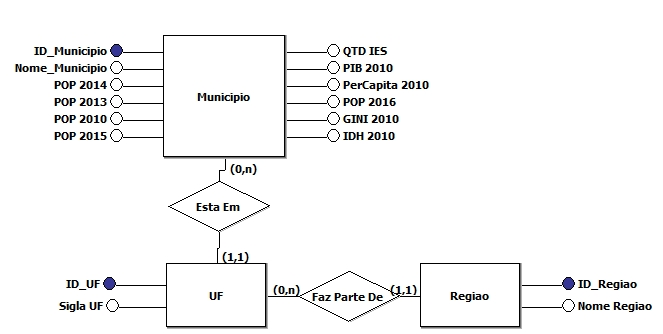 ID_Municipio
Nome_Municipio
POP 2014
POP 2013
POP 2010
POP 2015
Municipio
QTD IES
PIB 2010
PerCapita 2010
POP 2016
GINI 2010
IDH 2010
(0,n)
Esta Em
(1,1)
ID_UF
Sigla UF
UF
(0,n)
Faz Parte De
(1,1)
Regiao
ID_Regiao
Nome Regiao